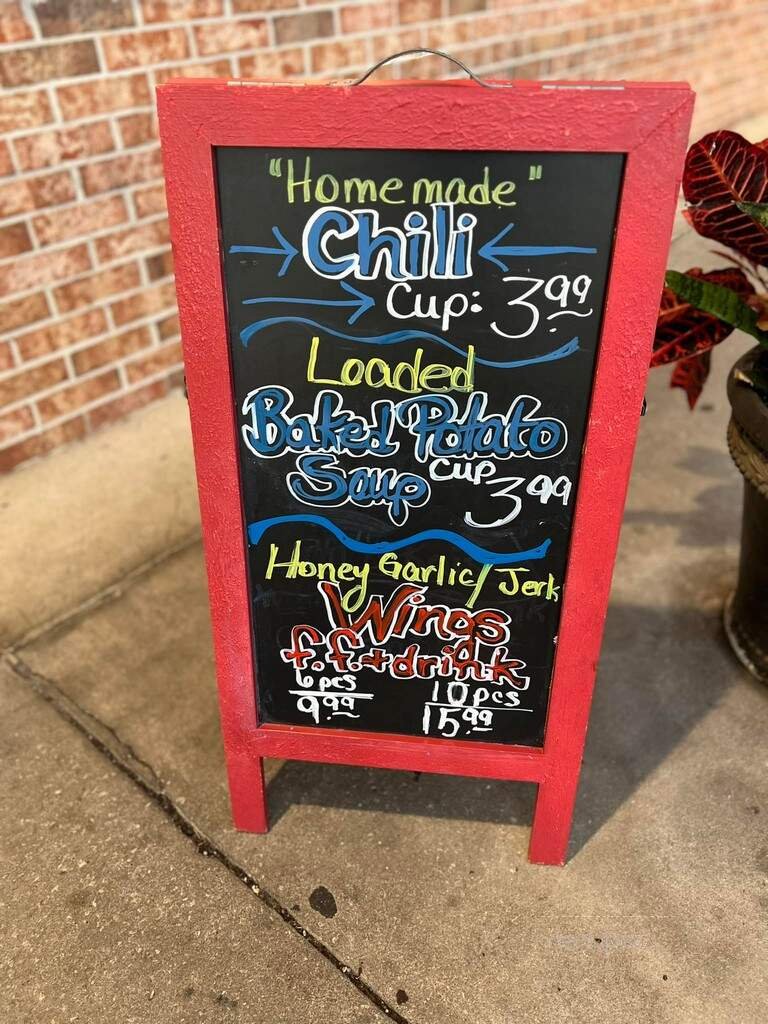 "Homemade"
Chili
Cup: 3.99
Loaded
Baked Potato
Soup cup 3.99
Honey Garlic/Jerk
Wings
f.f. + drink
6 pcs 10 pcs
9.99 15.99